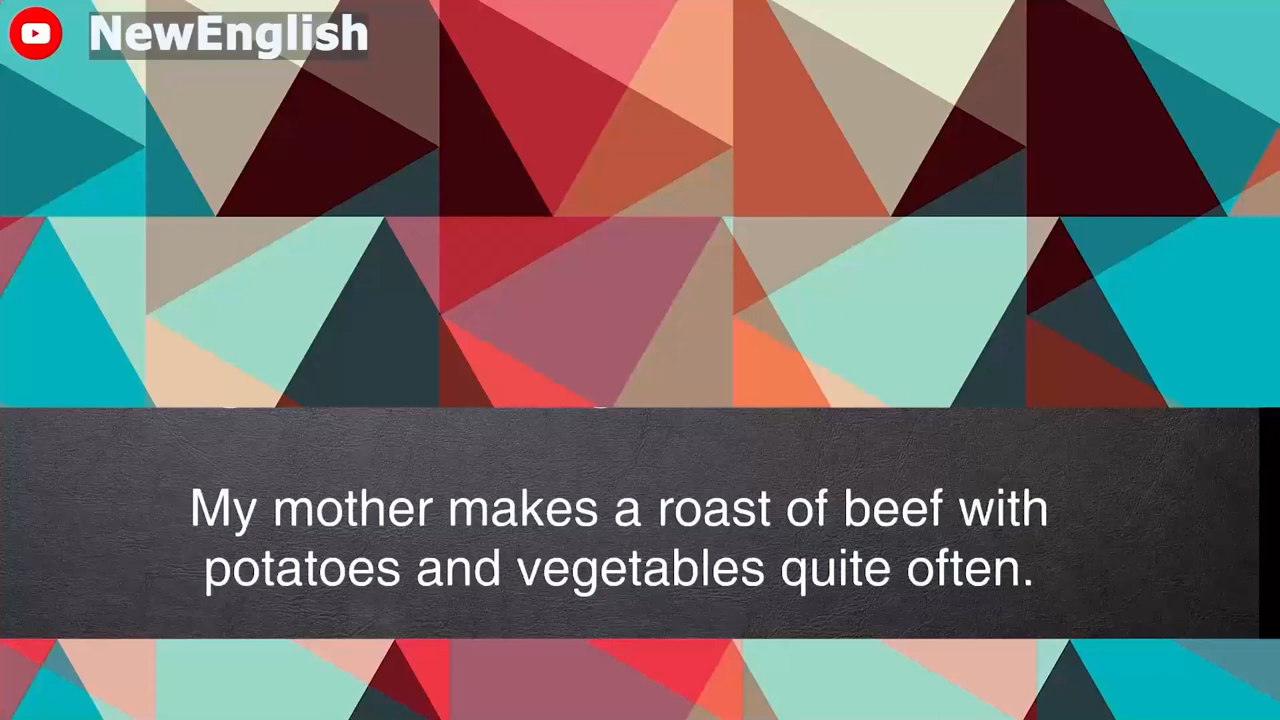 NewEnglish
My mother makes a roast of beef with
potatoes and vegetables quite often.